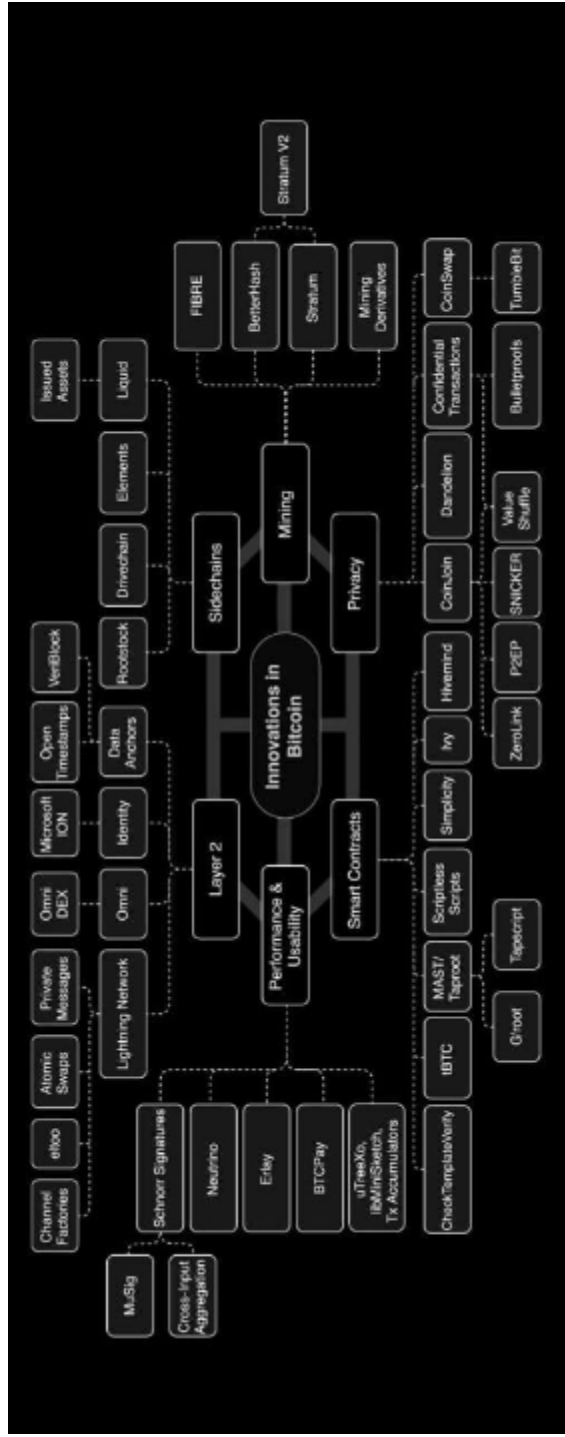 Channel
Factories
eltoo
Atomic
Swaps
Private
Messages
Omni
DEX
Microsoft
ION
Open
Timestamps
VeriBlock
Issued
Assets
Lightning Network
Omni
Identity
Data
Anchors
Rootstock
Drivechain
Elements
Liquid
MuSig
Cross-Input
Aggregation
Schnorr Signatures
Neutrino
Erlay
BTCPay
uTreeXo,
libMiniSketch,
Tx Accumulators
Layer 2
Sidechains
Performance &
Usability
Innovations in
Bitcoin
Mining
Smart Contracts
Privacy
FIBRE
BetterHash
Stratum
Mining
Derivatives
Stratum V2
CheckTemplateVerify
tBTC
MAST/
Taproot
Scriptless
Scripts
Simplicity
Ivy
Hivemind
CoinJoin
Dandelion
Confidential
Transactions
CoinSwap
G'root
Tapscript
ZeroLink
P2EP
SNICKER
Value
Shuffle
Bulletproofs
TumbleBit